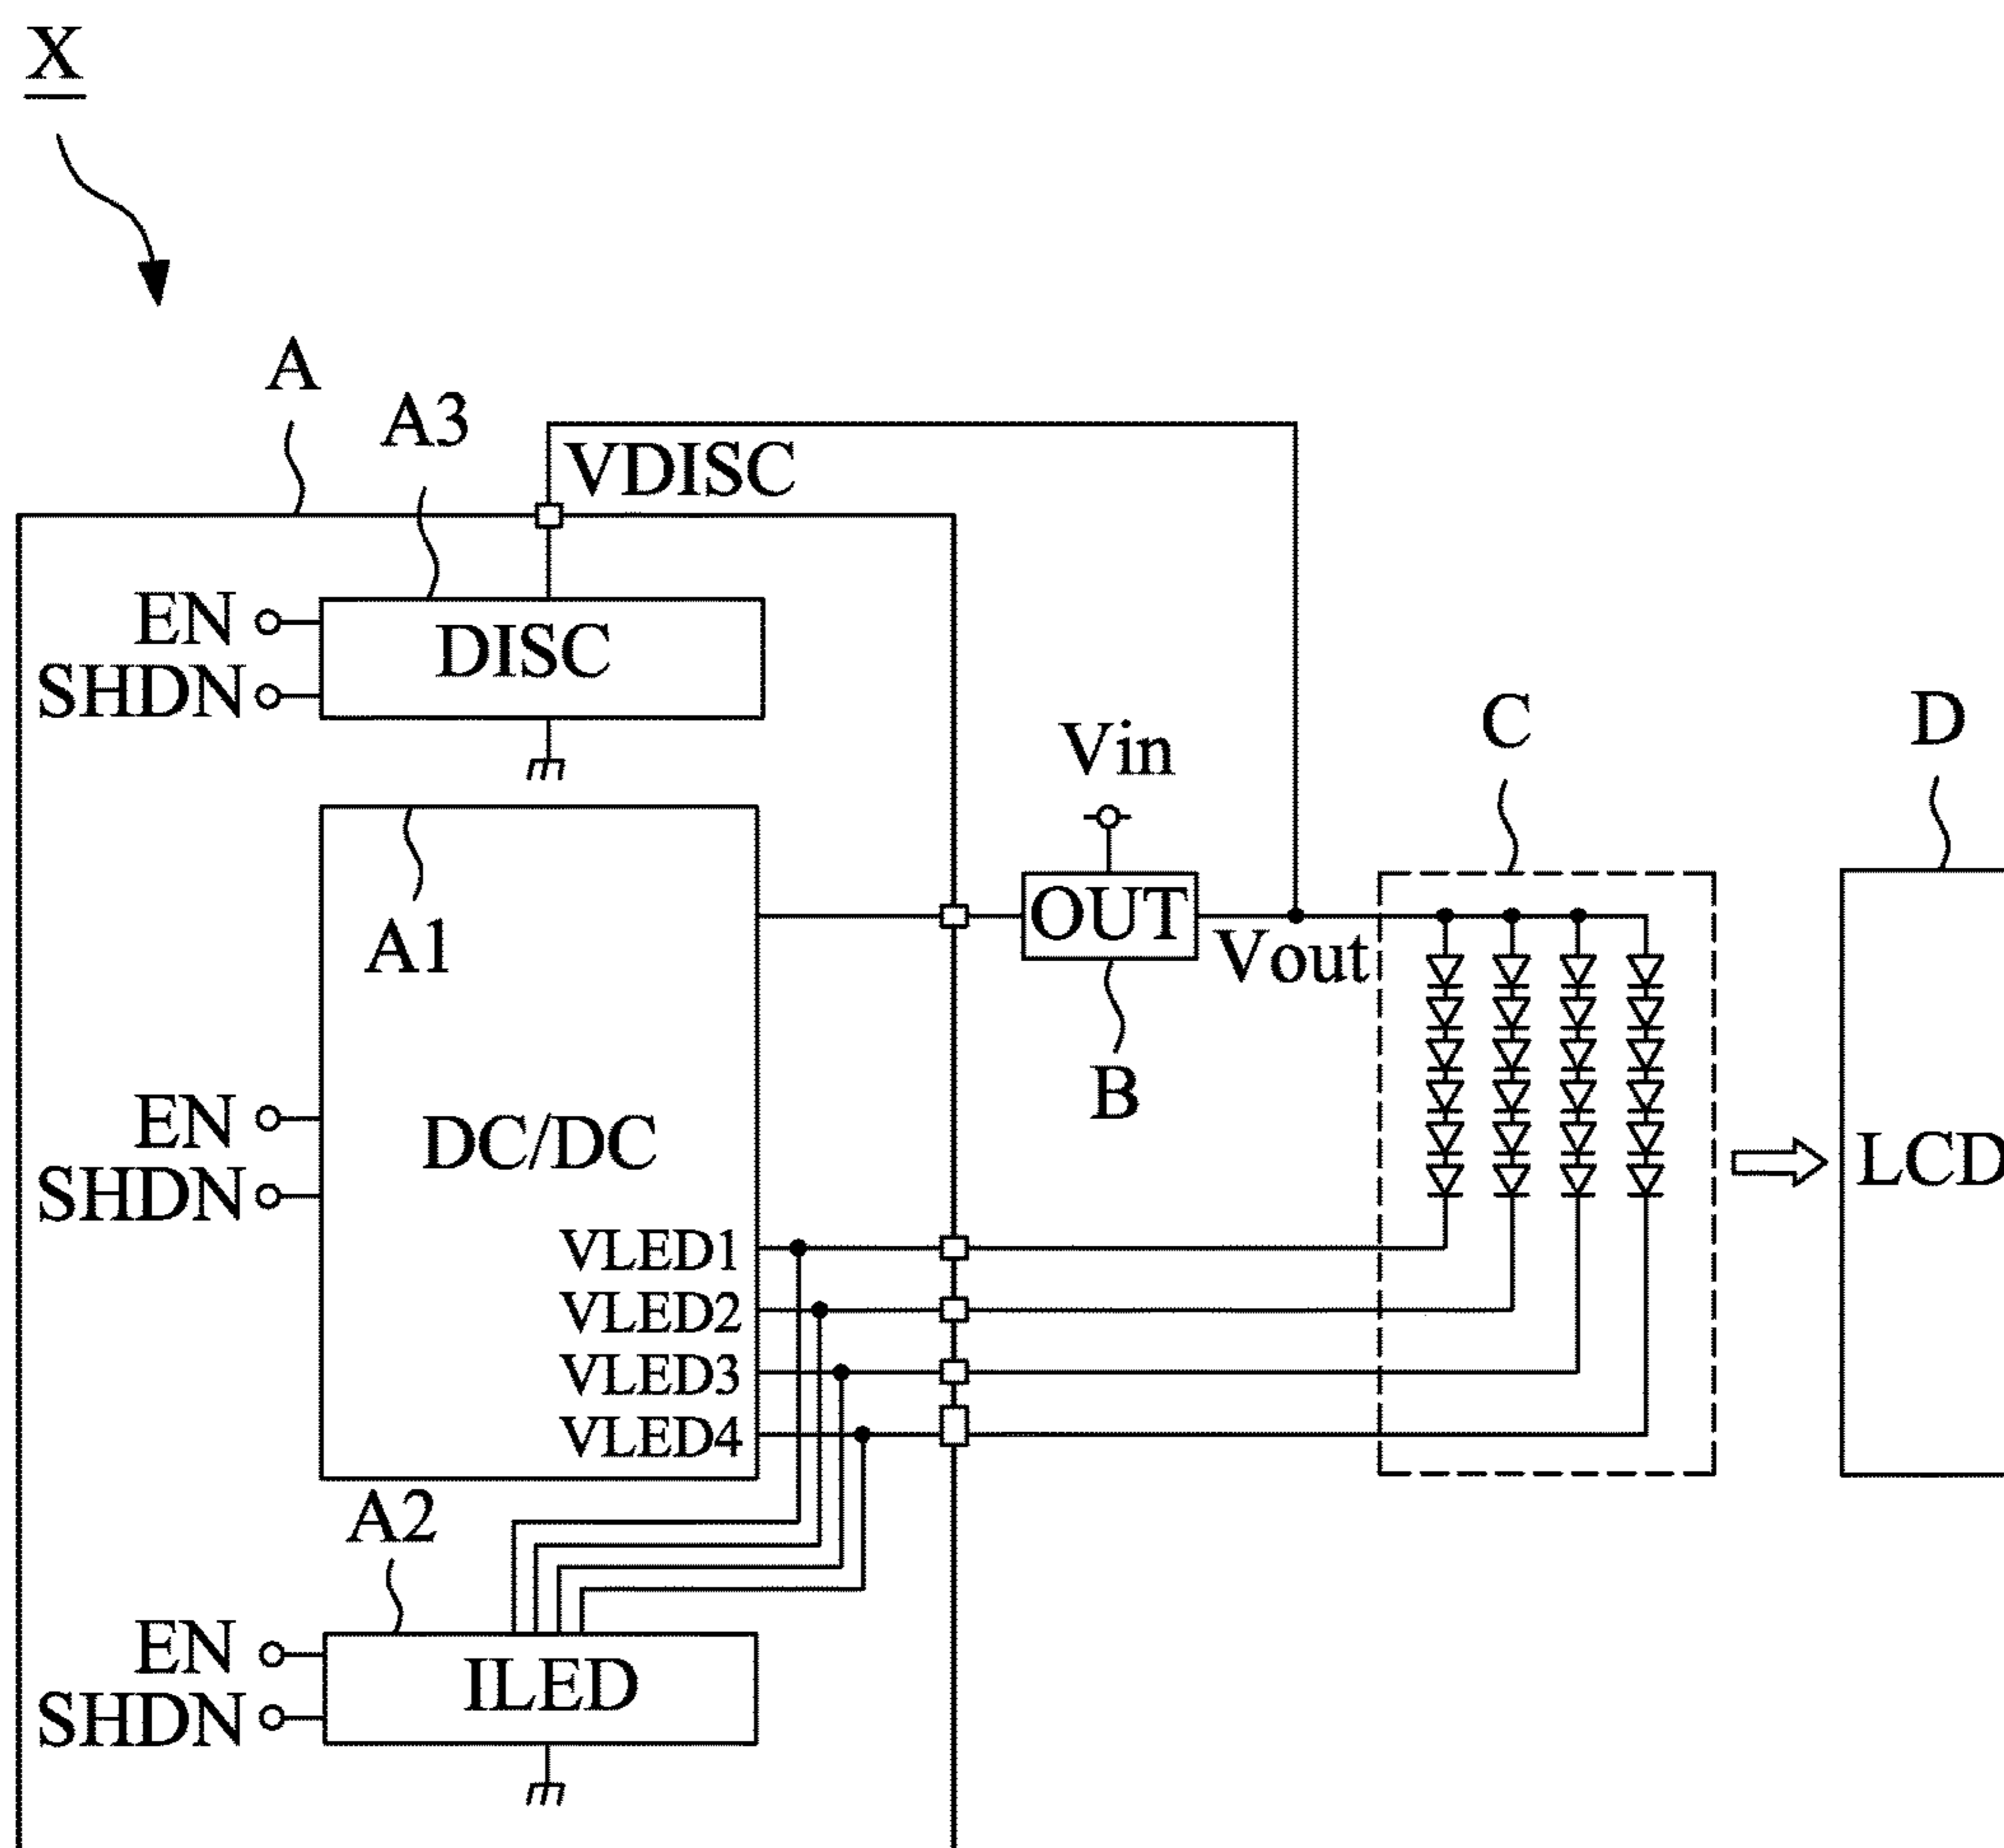 X
A
A3
VDISC
EN
SHDN
DISC
Vin
C
D
A1
OUT
Vout
B
EN
SHDN
DC/DC
LCD
VLED1
VLED2
VLED3
VLED4
A2
EN
SHDN
ILED